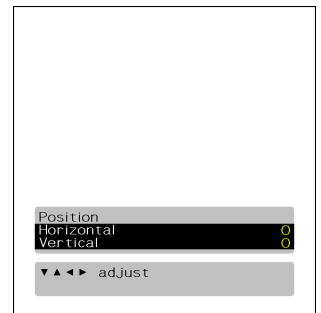 Position
Horizontal 0
Vertical 0
▼▲◄► adjust